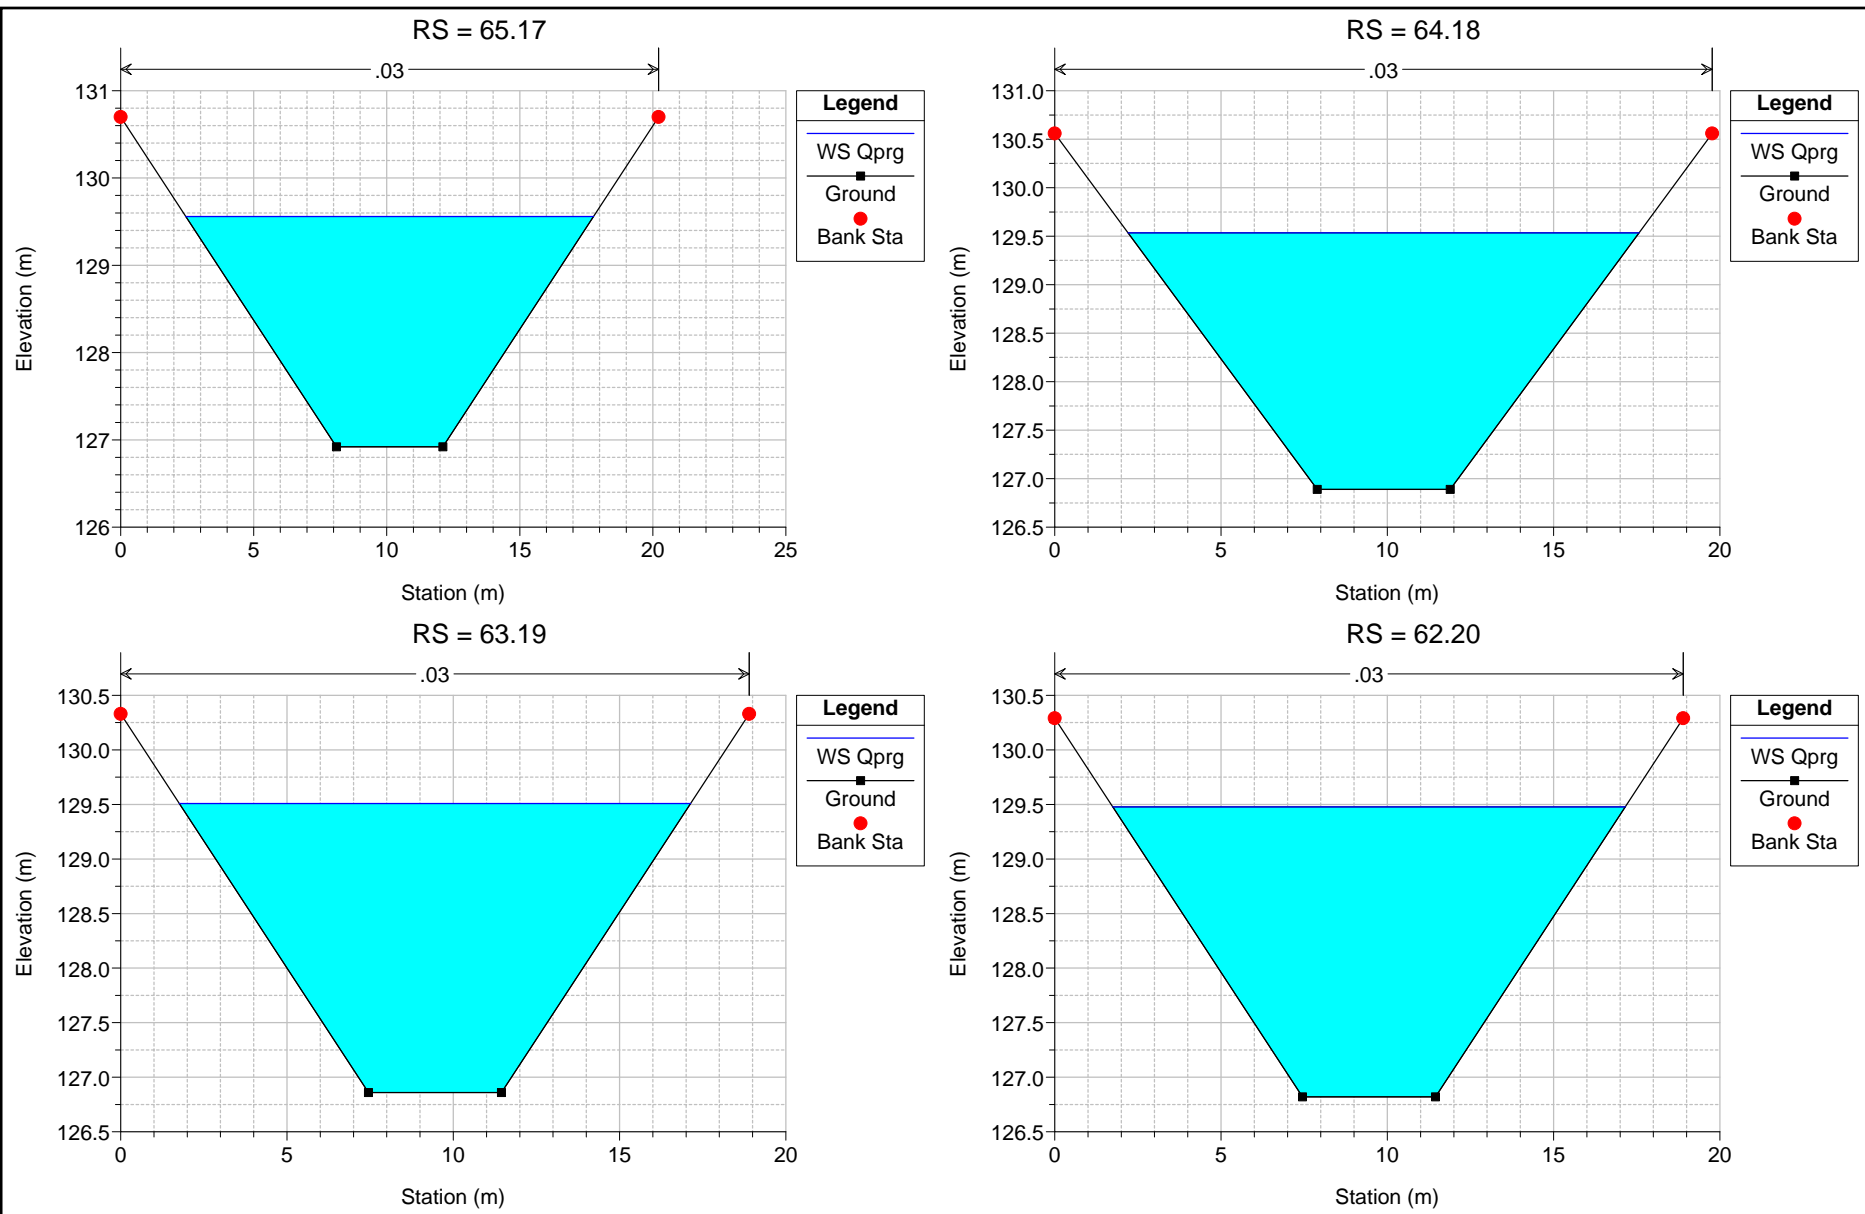 RS = 65.17
.03
131
130
129
128
127
126
0
5
10
15
20
25
Elevation (m)
Station (m)
Legend
WS Qprg
Ground
Bank Sta
RS = 64.18
.03
131.0
130.5
130.0
129.5
129.0
128.5
128.0
127.5
127.0
126.5
0
5
10
15
20
Elevation (m)
Station (m)
Legend
WS Qprg
Ground
Bank Sta
RS = 63.19
.03
130.5
130.0
129.5
129.0
128.5
128.0
127.5
127.0
126.5
0
5
10
15
20
Elevation (m)
Station (m)
Legend
WS Qprg
Ground
Bank Sta
RS = 62.20
.03
130.5
130.0
129.5
129.0
128.5
128.0
127.5
127.0
126.5
0
5
10
15
20
Elevation (m)
Station (m)
Legend
WS Qprg
Ground
Bank Sta